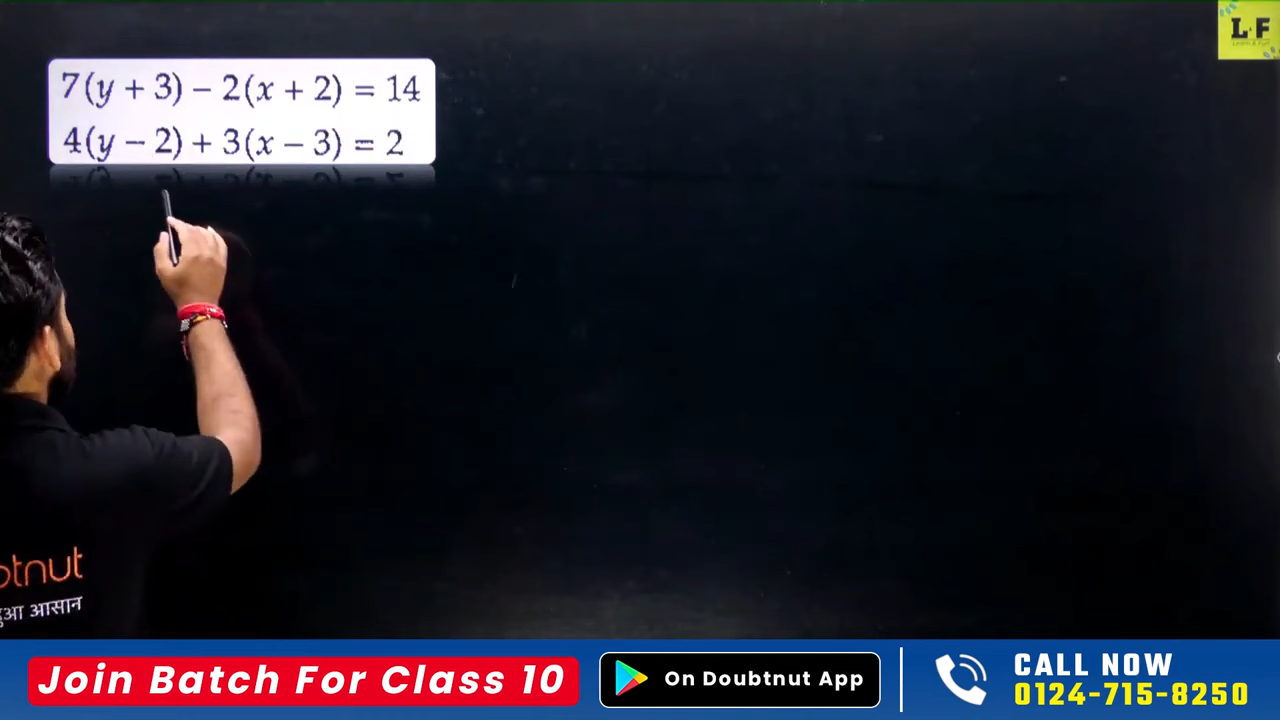 L&F
7(y + 3) − 2(x + 2) = 14
4(y − 2) + 3(x − 3) = 2
otnut
हुआ आसान
Join Batch For Class 10
On Doubtnut App
CALL NOW
0124-715-8250